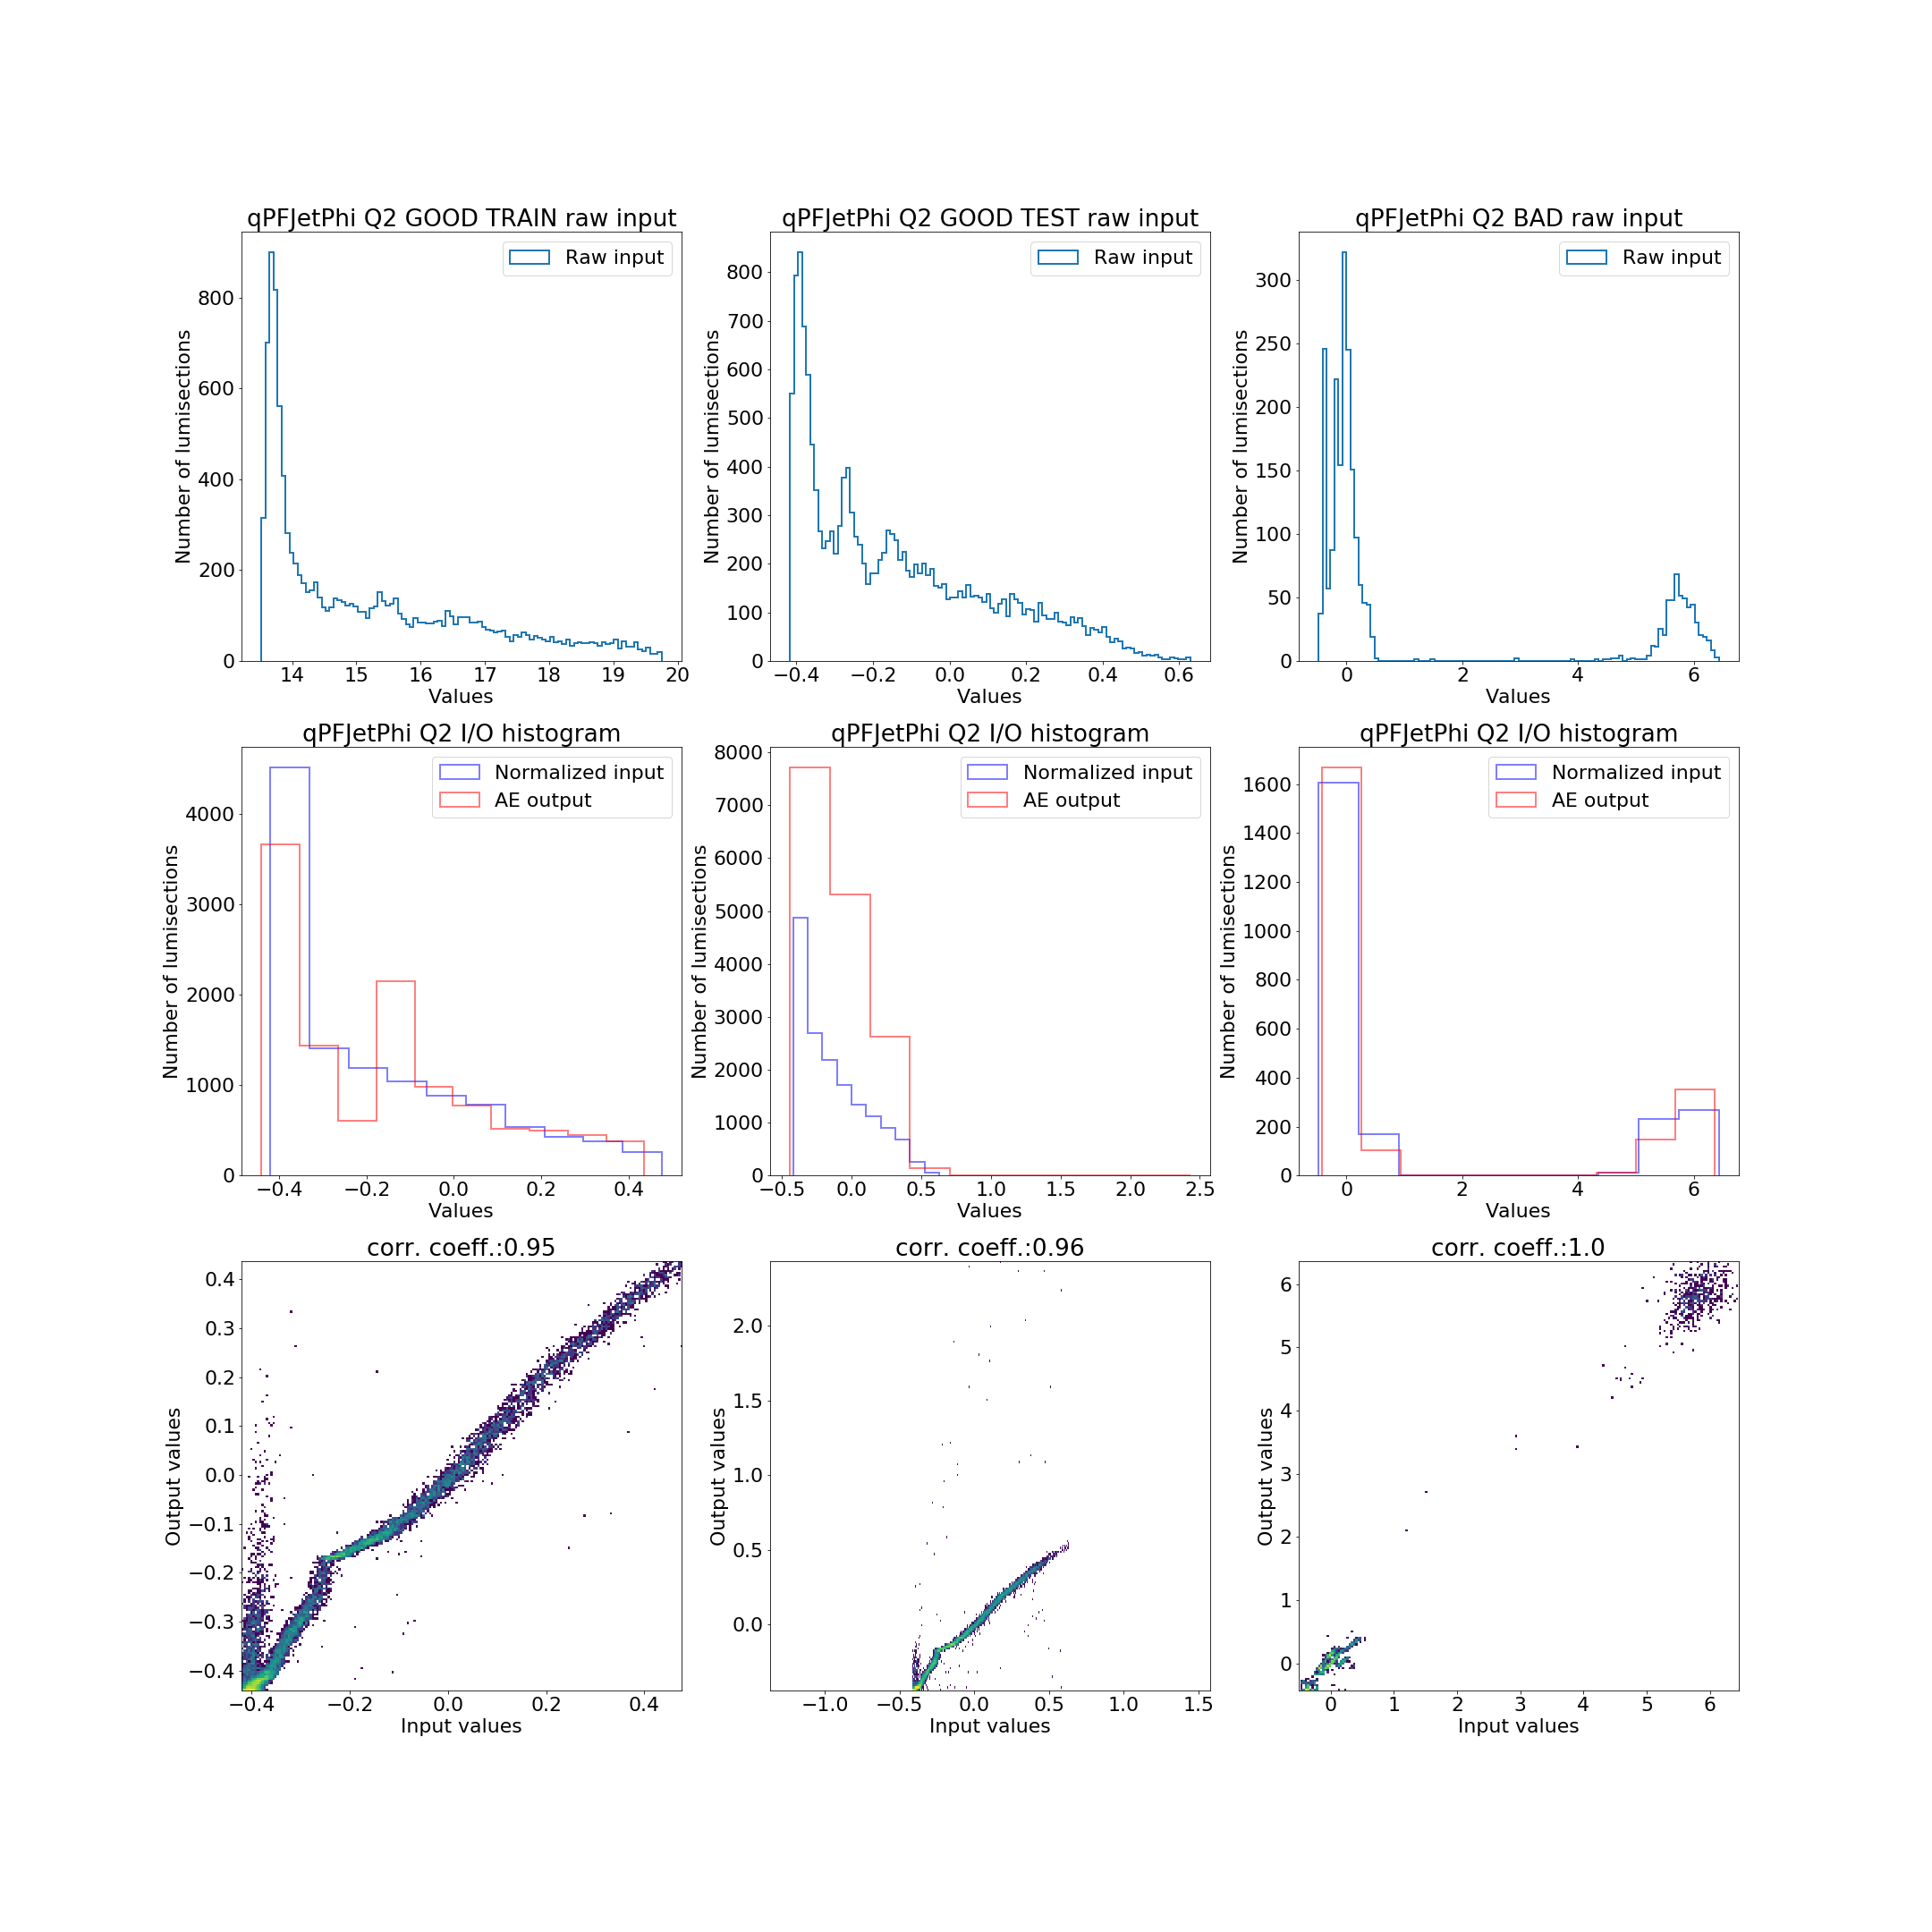 qPFJetPhi Q2 GOOD TRAIN raw input
Raw input
Number of lumisections
800
600
400
200
0
14 15 16 17 18 19 20
Values
qPFJetPhi Q2 GOOD TEST raw input
Raw input
Number of lumisections
800
700
600
500
400
300
200
100
0
−0.4 −0.2 0.0 0.2 0.4 0.6
Values
qPFJetPhi Q2 BAD raw input
Raw input
Number of lumisections
300
250
200
150
100
50
0
0 2 4 6
Values
qPFJetPhi Q2 I/O histogram
Normalized input
AE output
Number of lumisections
4000
3000
2000
1000
0
−0.4 −0.2 0.0 0.2 0.4
Values
qPFJetPhi Q2 I/O histogram
Normalized input
AE output
Number of lumisections
8000
7000
6000
5000
4000
3000
2000
1000
0
−0.5 0.0 0.5 1.0 1.5 2.0 2.5
Values
qPFJetPhi Q2 I/O histogram
Normalized input
AE output
Number of lumisections
1600
1400
1200
1000
800
600
400
200
0
0 2 4 6
Values
corr. coeff.:0.95
Output values
0.4
0.3
0.2
0.1
0.0
−0.1
−0.2
−0.3
−0.4
−0.4 −0.2 0.0 0.2 0.4
Input values
corr. coeff.:0.96
Output values
2.0
1.5
1.0
0.5
0.0
−1.0 −0.5 0.0 0.5 1.0 1.5
Input values
corr. coeff.:1.0
Output values
6
5
4
3
2
1
0
0 1 2 3 4 5 6
Input values